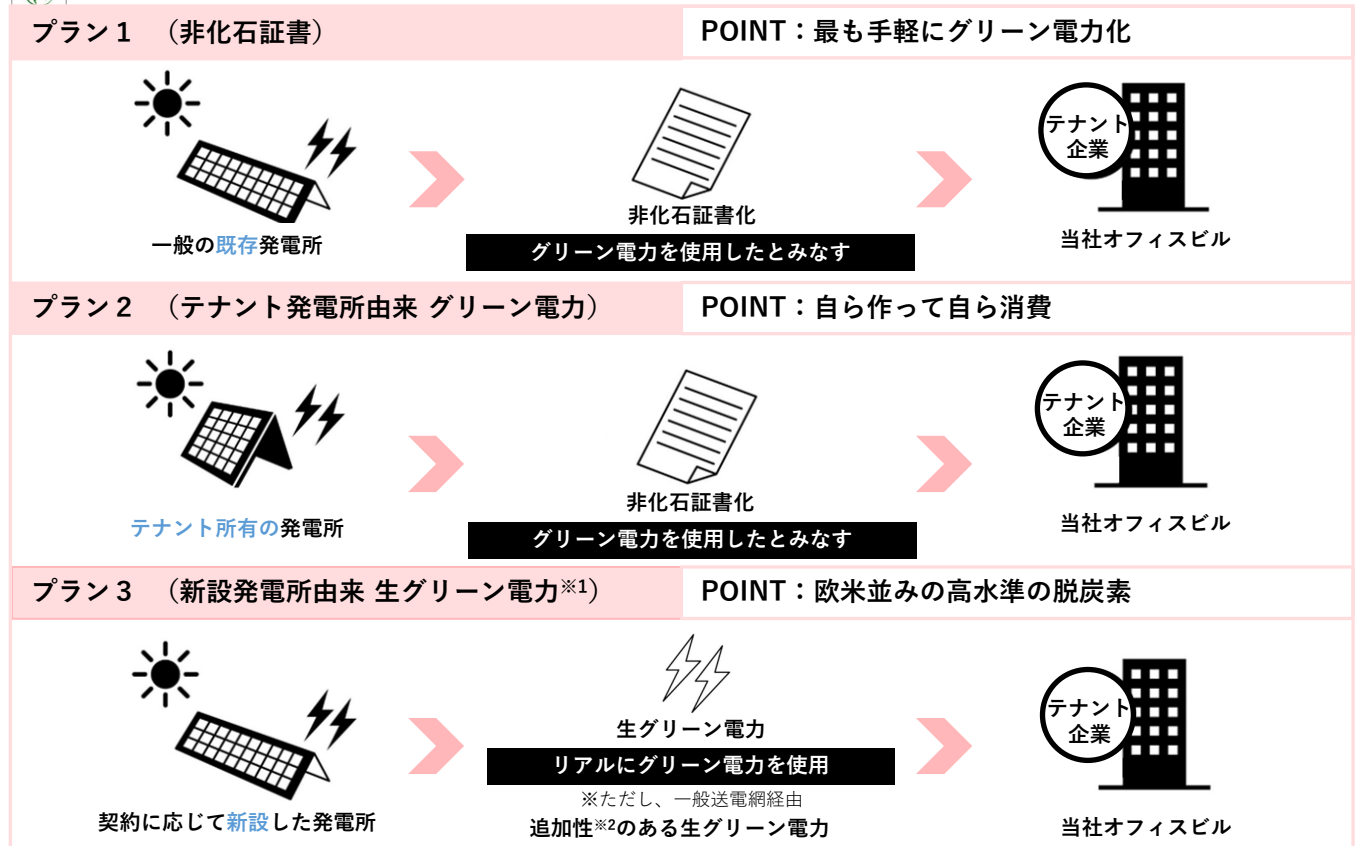 プラン１　（非化石証書）
POINT：最も手軽にグリーン電力化
テナント
企業
一般の既存発電所
非化石証書化
グリーン電力を使用したとみなす
当社オフィスビル
プラン２　（テナント発電所由来 グリーン電力）
POINT：自ら作って自ら消費
テナント
企業
テナント所有の発電所
非化石証書化
グリーン電力を使用したとみなす
当社オフィスビル
プラン３　（新設発電所由来 生グリーン電力※1）
POINT：欧米並みの高水準の脱炭素
テナント
企業
契約に応じて新設した発電所
生グリーン電力
リアルにグリーン電力を使用
※ただし、一般送電網経由
追加性※2のある生グリーン電力
当社オフィスビル